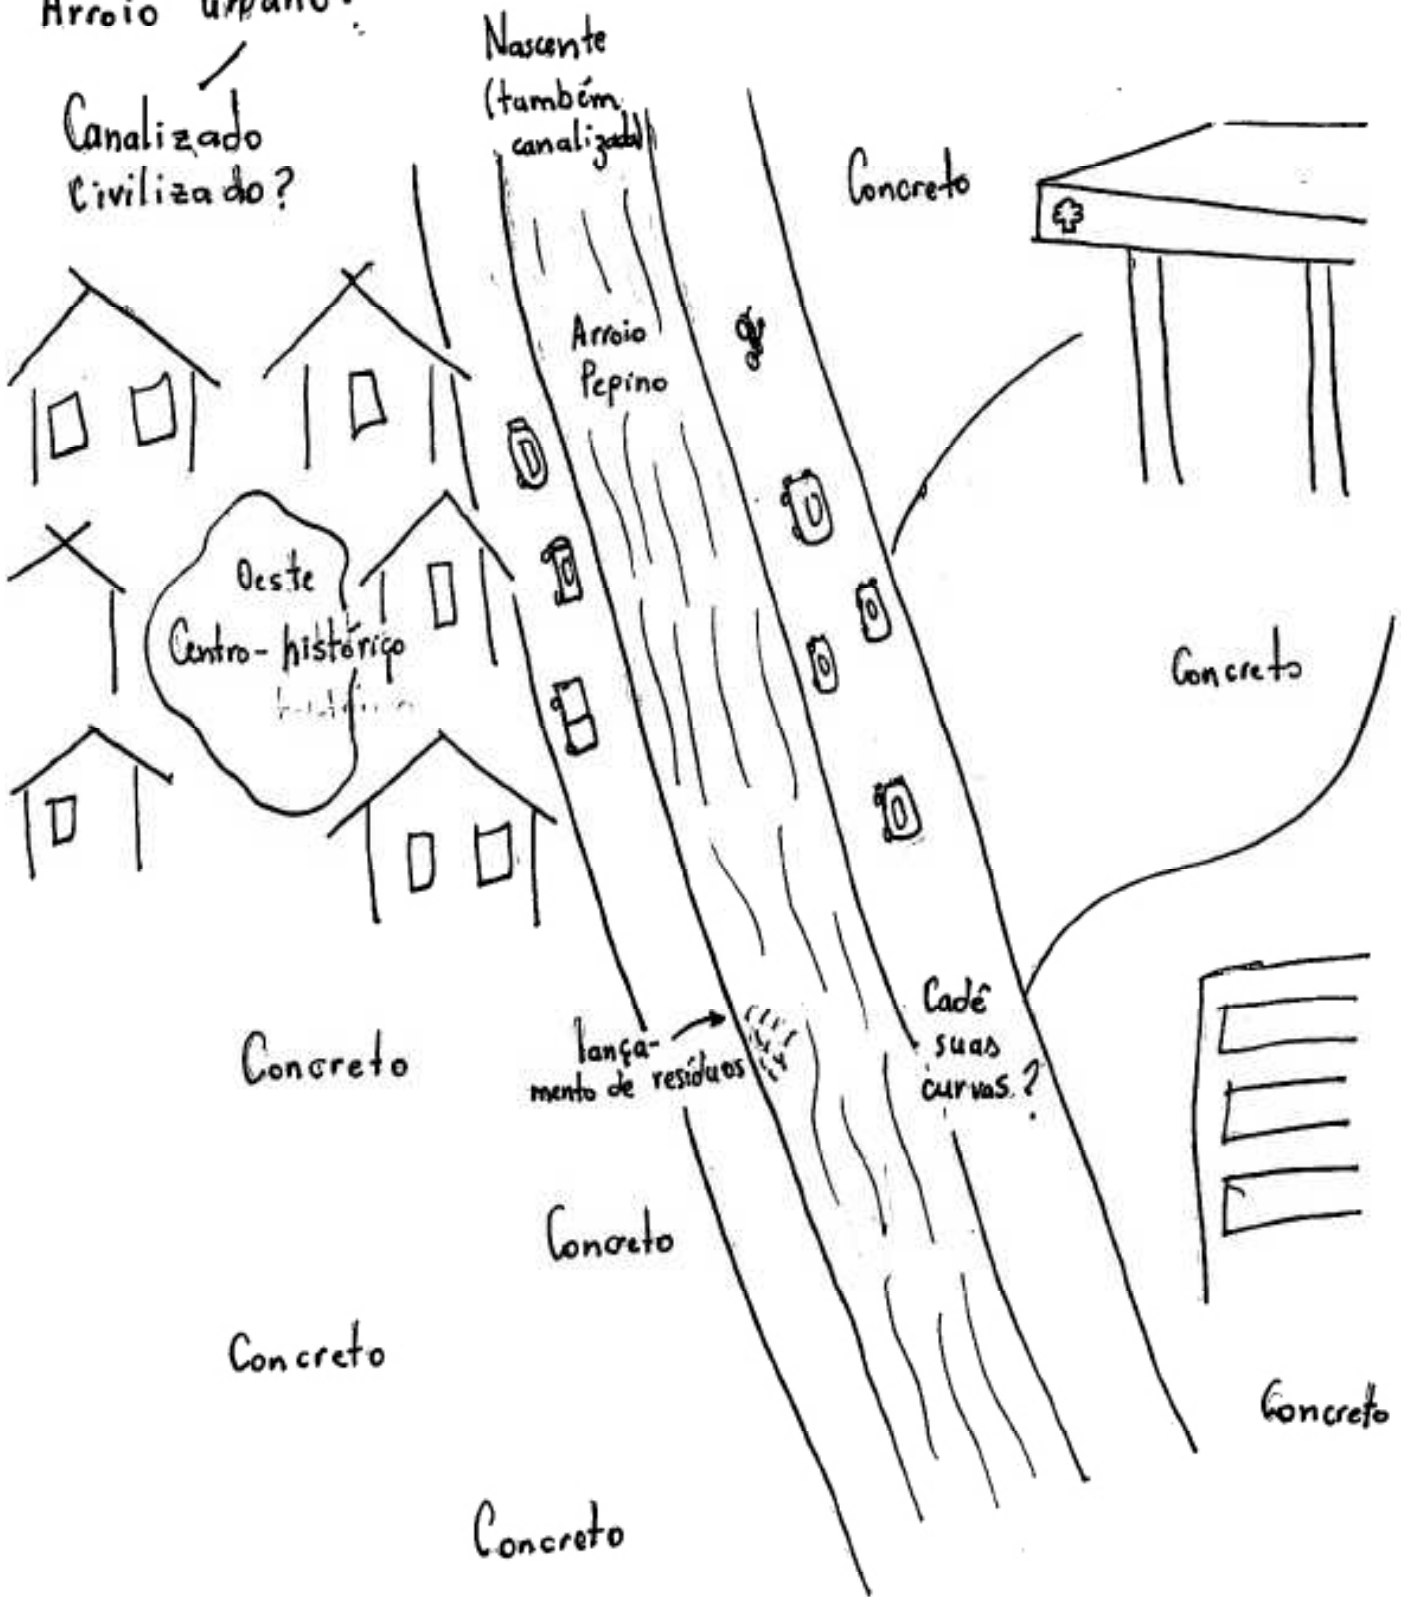 Arroio urbano:
Canalizado
Civilizado?
Nascente
(também
canalizada)
Concreto
Arroio
Pepino
Oeste
Centro-histórico
Concreto
Cadê
suas
curvas?
lança-
mento de resíduos
Concreto
Concreto
Concreto
Concreto
Concreto